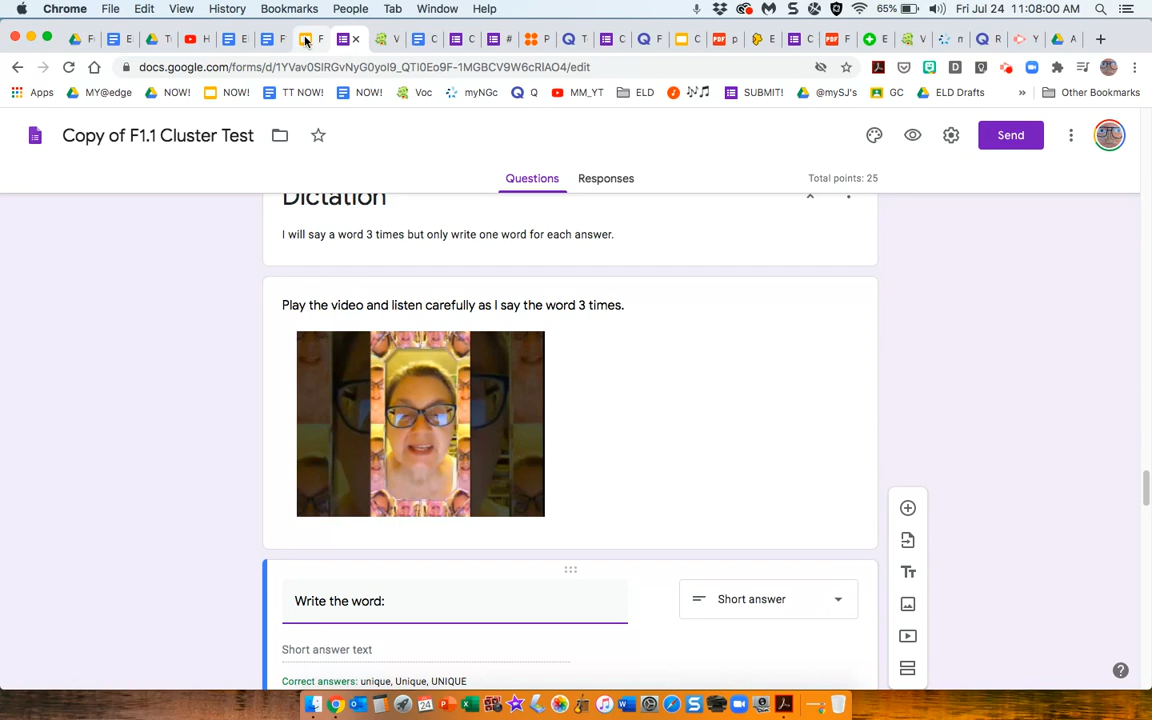 Chrome File Edit View History Bookmarks People Tab Window Help 65% Fri Jul 24 11:08:00 AM
docs.google.com/forms/d/1YVav0SlRGvNyG0yol9_QTl0Eo9F-1MGBCV9W6cRIAO4/edit
Apps MY@edge NOW! NOW! TT NOW! NOW! Voc myNGc Q MM_YT ELD SUBMIT! @mySJ's GC ELD Drafts » Other Bookmarks
Copy of F1.1 Cluster Test Send
Questions Responses Total points: 25
Dictation
I will say a word 3 times but only write one word for each answer.
Play the video and listen carefully as I say the word 3 times.
Write the word: Short answer
Short answer text
Correct answers: unique, Unique, UNIQUE